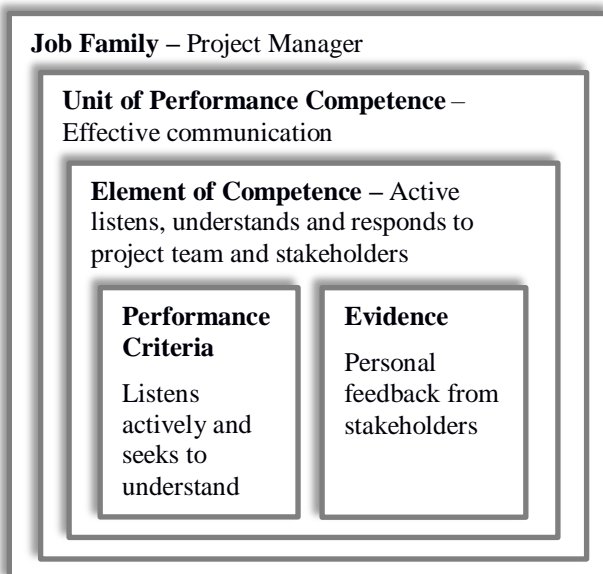 Job Family – Project Manager
Unit of Performance Competence –
Effective communication
Element of Competence – Active
listens, understands and responds to
project team and stakeholders
Performance
Criteria
Listens
actively and
seeks to
understand
Evidence
Personal
feedback from
stakeholders